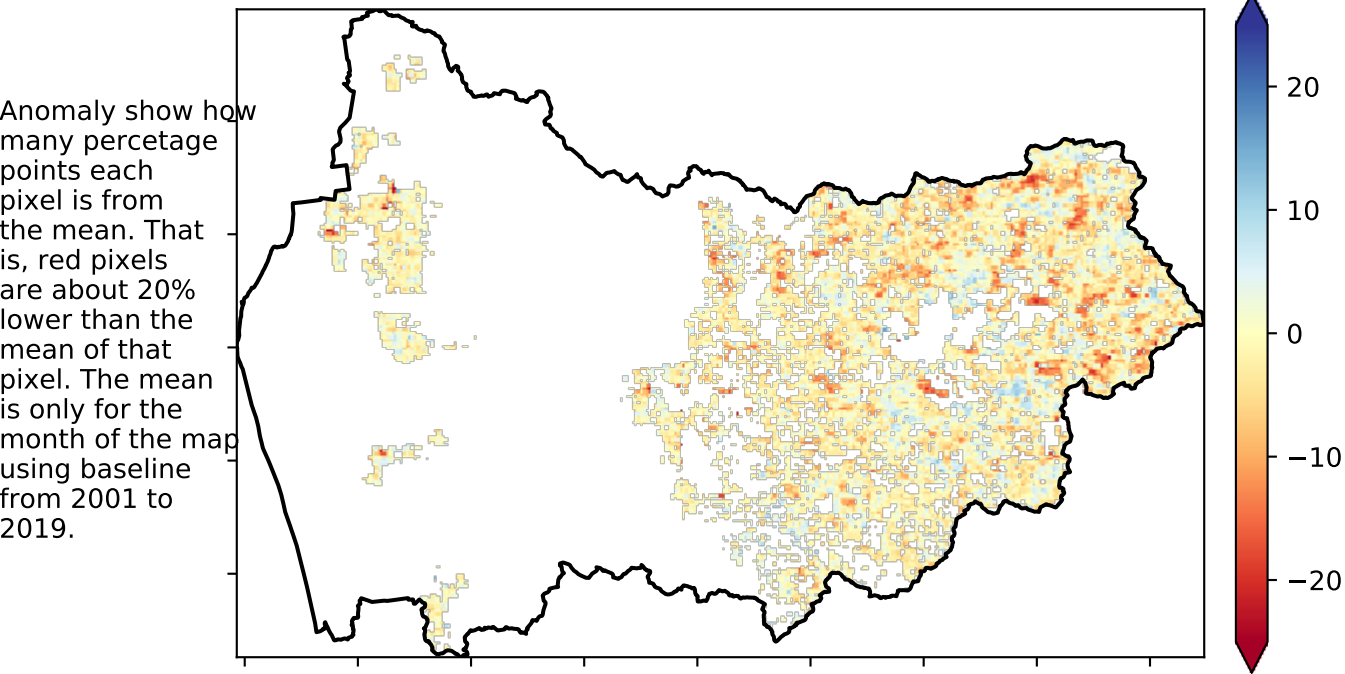 Anomaly show how
many percetage
points each
pixel is from
the mean. That
is, red pixels
are about 20%
lower than the
mean of that
pixel. The mean
is only for the
month of the map
using baseline
from 2001 to
2019.
20
10
0
−10
−20